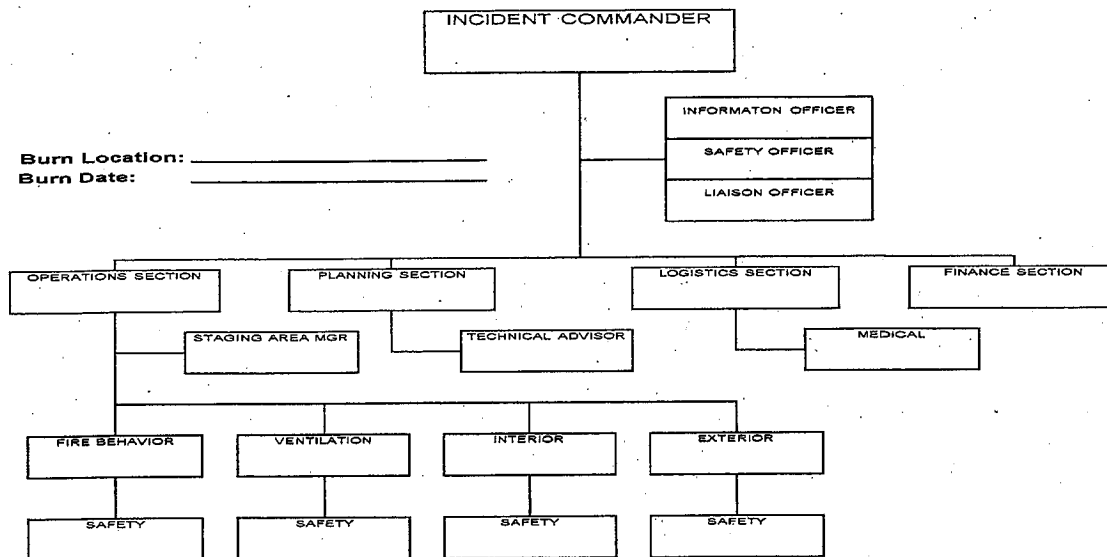 INCIDENT COMMANDER
INFORMATON OFFICER
SAFETY OFFICER
LIAISON OFFICER
Burn Location:
Burn Date:
OPERATIONS SECTION
PLANNING SECTION
LOGISTICS SECTION
FINANCE SECTION
STAGING AREA MGR
TECHNICAL ADVISOR
MEDICAL
FIRE BEHAVIOR
VENTILATION
INTERIOR
EXTERIOR
SAFETY
SAFETY
SAFETY
SAFETY